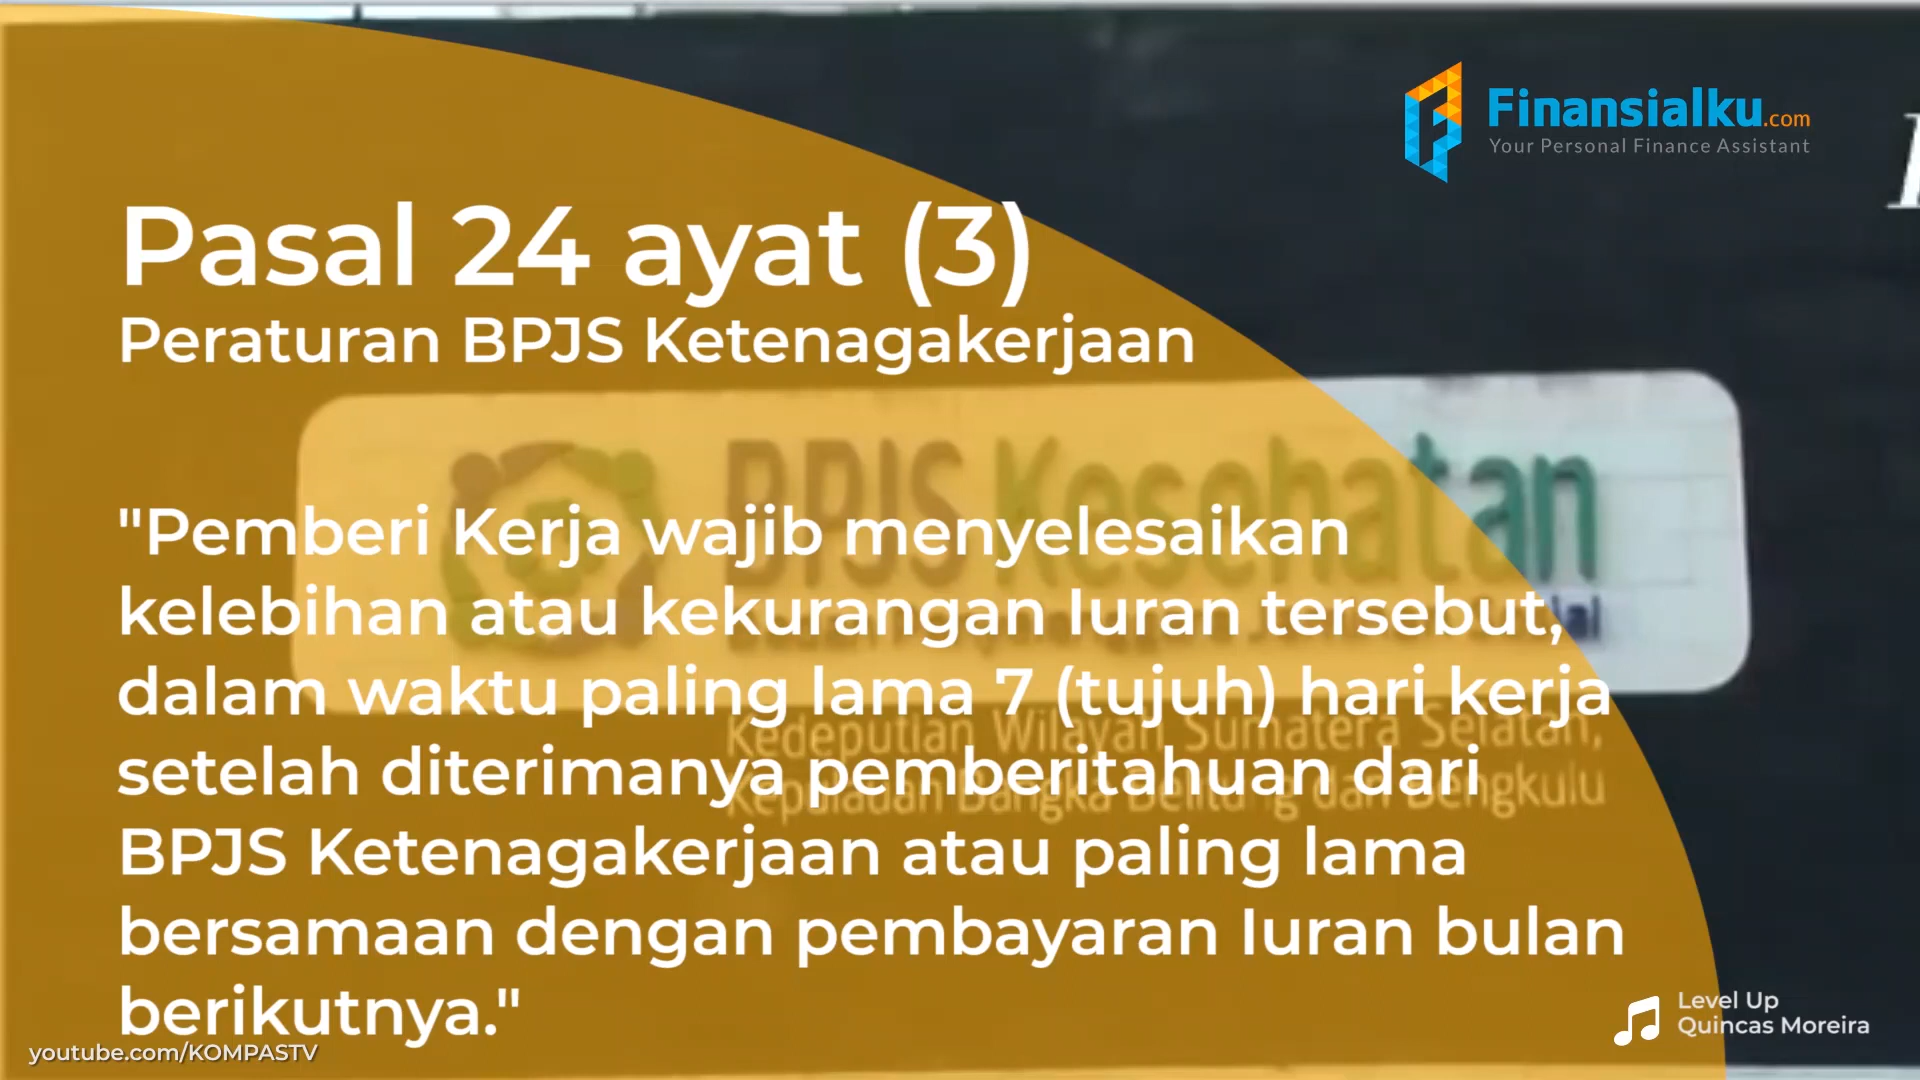 Finansialku.com
Your Personal Finance Assistant
Pasal 24 ayat (3)
Peraturan BPJS Ketenagakerjaan
BPJS Kesehatan
"Pemberi Kerja wajib menyelesaikan
kelebihan atau kekurangan Iuran tersebut,
dalam waktu paling lama 7 (tujuh) hari kerja
setelah diterimanya pemberitahuan dari
BPJS Ketenagakerjaan atau paling lama
bersamaan dengan pembayaran Iuran bulan
berikutnya."
Kedeputian Wilayah Sumatera Selatan,
Kepulauan Bangka Belitung dan Bengkulu
Level Up
Quincas Moreira
youtube.com/KOMPASTV